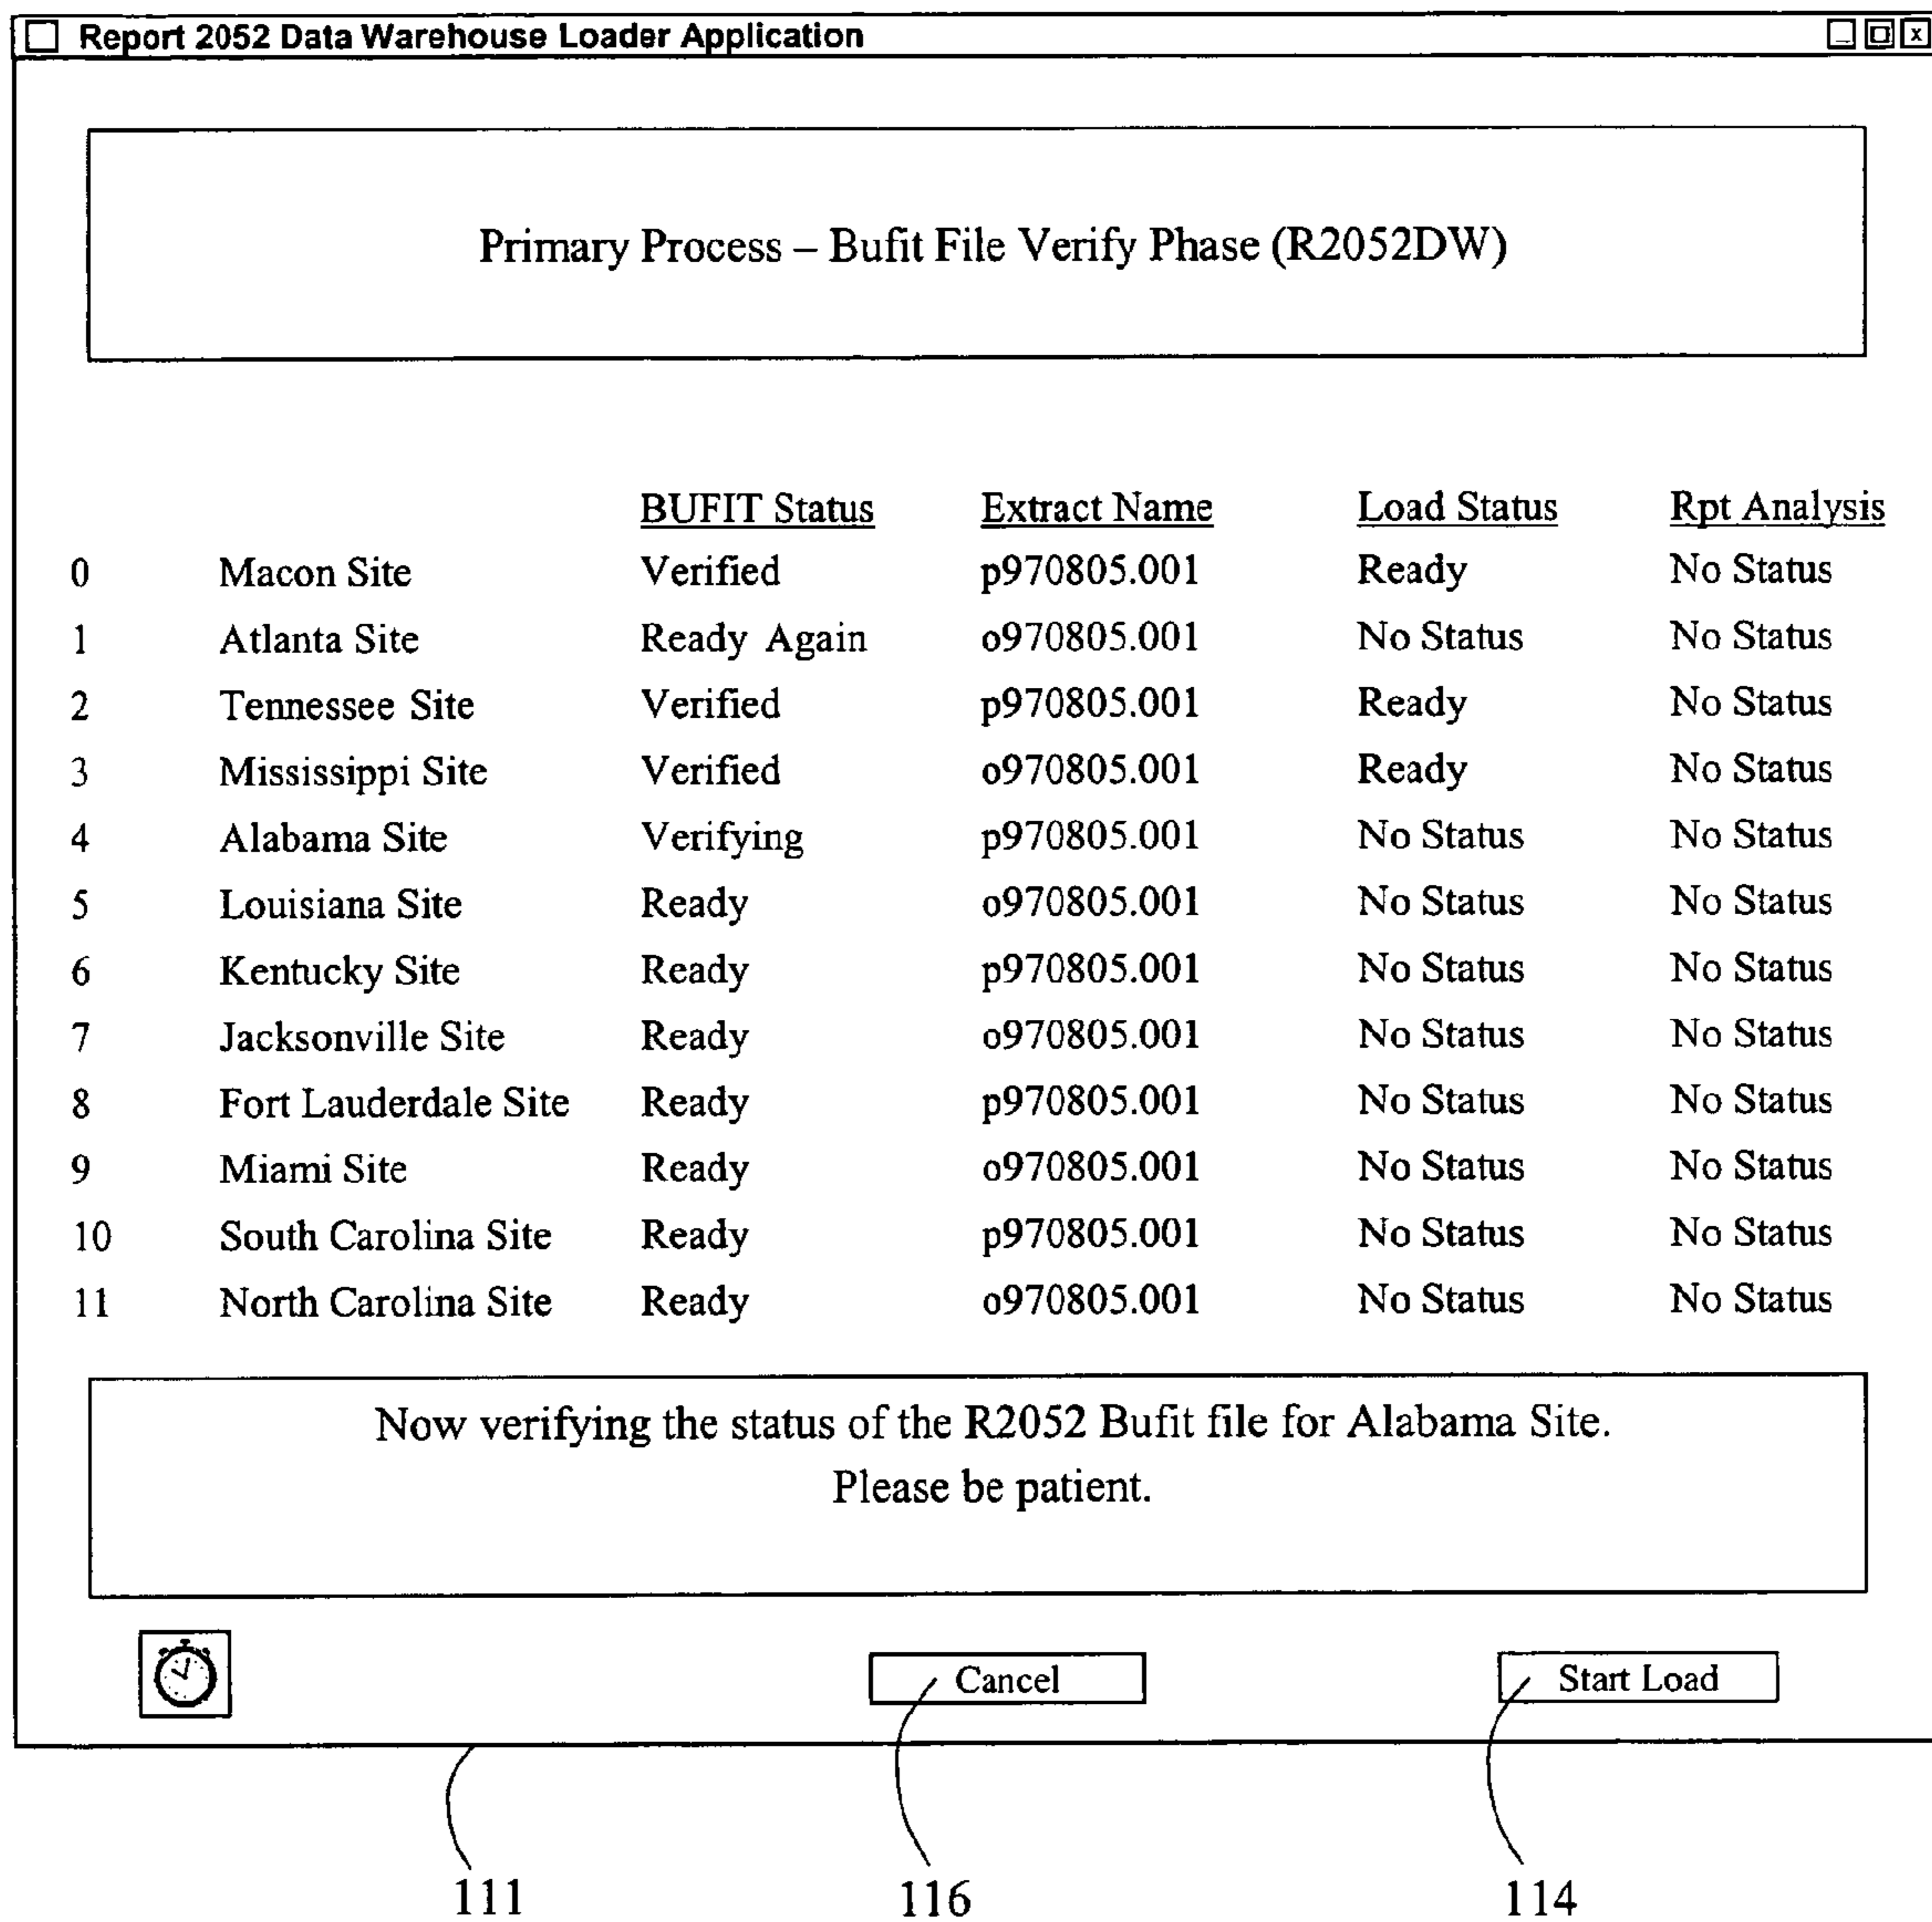 Report 2052 Data Warehouse Loader Application
Primary Process – Bufit File Verify Phase (R2052DW)
BUFIT Status Extract Name Load Status Rpt Analysis
0 Macon Site Verified p970805.001 Ready No Status
1 Atlanta Site Ready Again o970805.001 No Status No Status
2 Tennessee Site Verified p970805.001 Ready No Status
3 Mississippi Site Verified o970805.001 Ready No Status
4 Alabama Site Verifying p970805.001 No Status No Status
5 Louisiana Site Ready o970805.001 No Status No Status
6 Kentucky Site Ready p970805.001 No Status No Status
7 Jacksonville Site Ready o970805.001 No Status No Status
8 Fort Lauderdale Site Ready p970805.001 No Status No Status
9 Miami Site Ready o970805.001 No Status No Status
10 South Carolina Site Ready p970805.001 No Status No Status
11 North Carolina Site Ready o970805.001 No Status No Status
Now verifying the status of the R2052 Bufit file for Alabama Site.
Please be patient.
Cancel Start Load
111 116 114